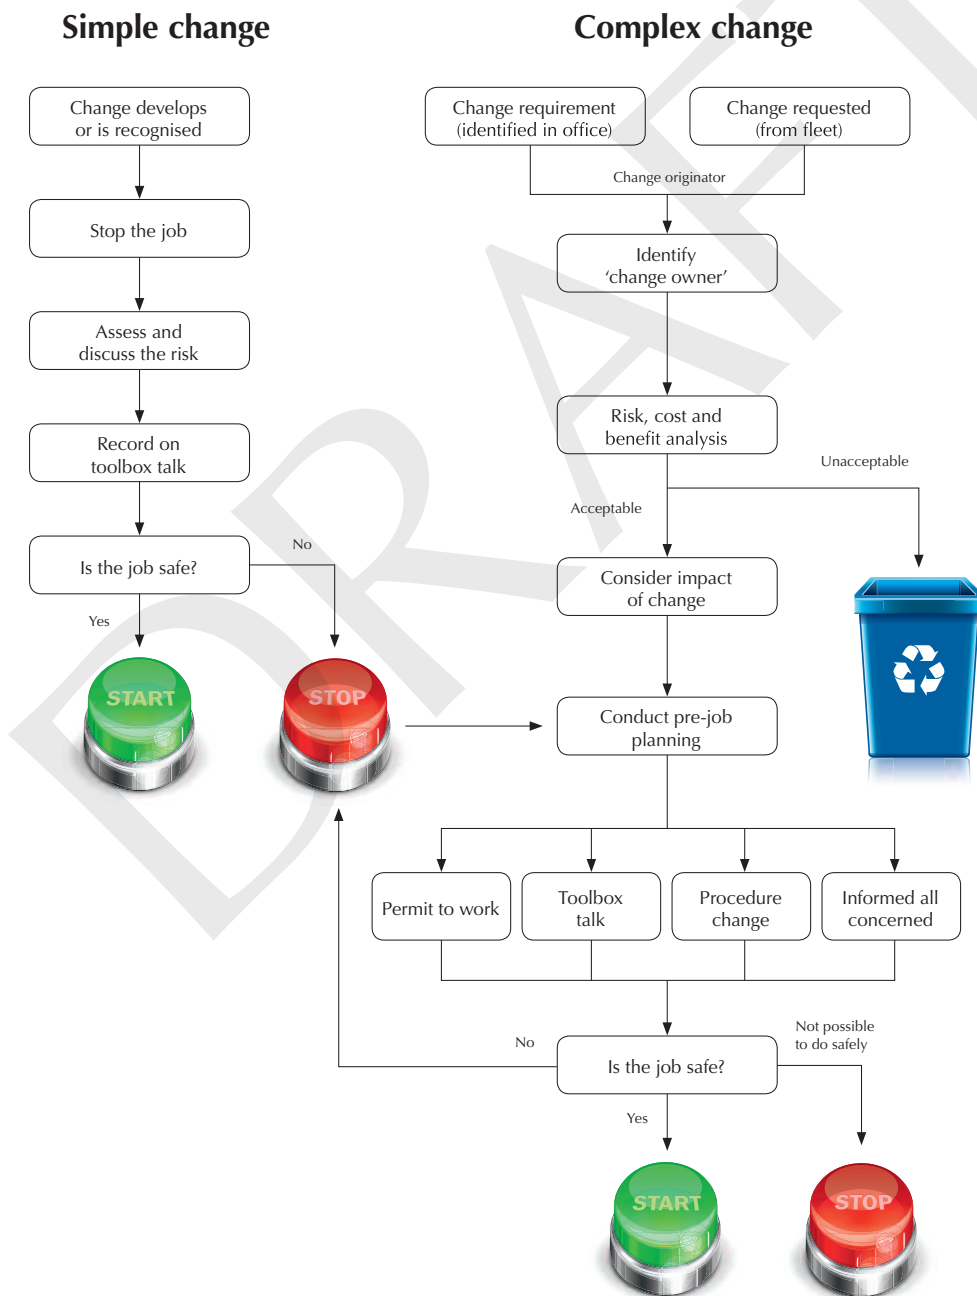 Simple change
Change develops
or is recognised
Stop the job
Assess and
discuss the risk
Record on
toolbox talk
Is the job safe?
No
Yes
START
STOP
Complex change
Change requirement
(identified in office)
Change requested
(from fleet)
Change originator
Identify
‘change owner’
Risk, cost and
benefit analysis
Unacceptable
Acceptable
Consider impact
of change
Conduct pre-job
planning
Permit to work
Toolbox
talk
Procedure
change
Informed all
concerned
No
Not possible
to do safely
Is the job safe?
Yes
START
STOP
DRAFT